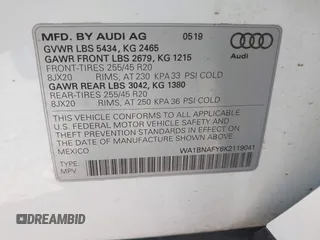 MFD. BY AUDI AG 0519
GVWR LBS 5434, KG 2465
GAWR FRONT LBS 2679, KG 1215
FRONT-TIRES 255/45 R20
8JX20 RIMS, AT 230 KPA 33 PSI COLD
GAWR REAR LBS 3042, KG 1380
REAR-TIRES 255/45 R20
8JX20 RIMS, AT 250 KPA 36 PSI COLD
THIS VEHICLE CONFORMS TO ALL APPLICABLE
FEDERAL MOTOR VEHICLE SAFETY AND THEFT
PREVENTION STANDARDS IN EFFECT ON THE DATE
OF MANUFACTURE SHOWN ABOVE
MEXICO
Audi
TYPE:
MPV
WA1BNAFY6K2119041
DREAMBID
.COM